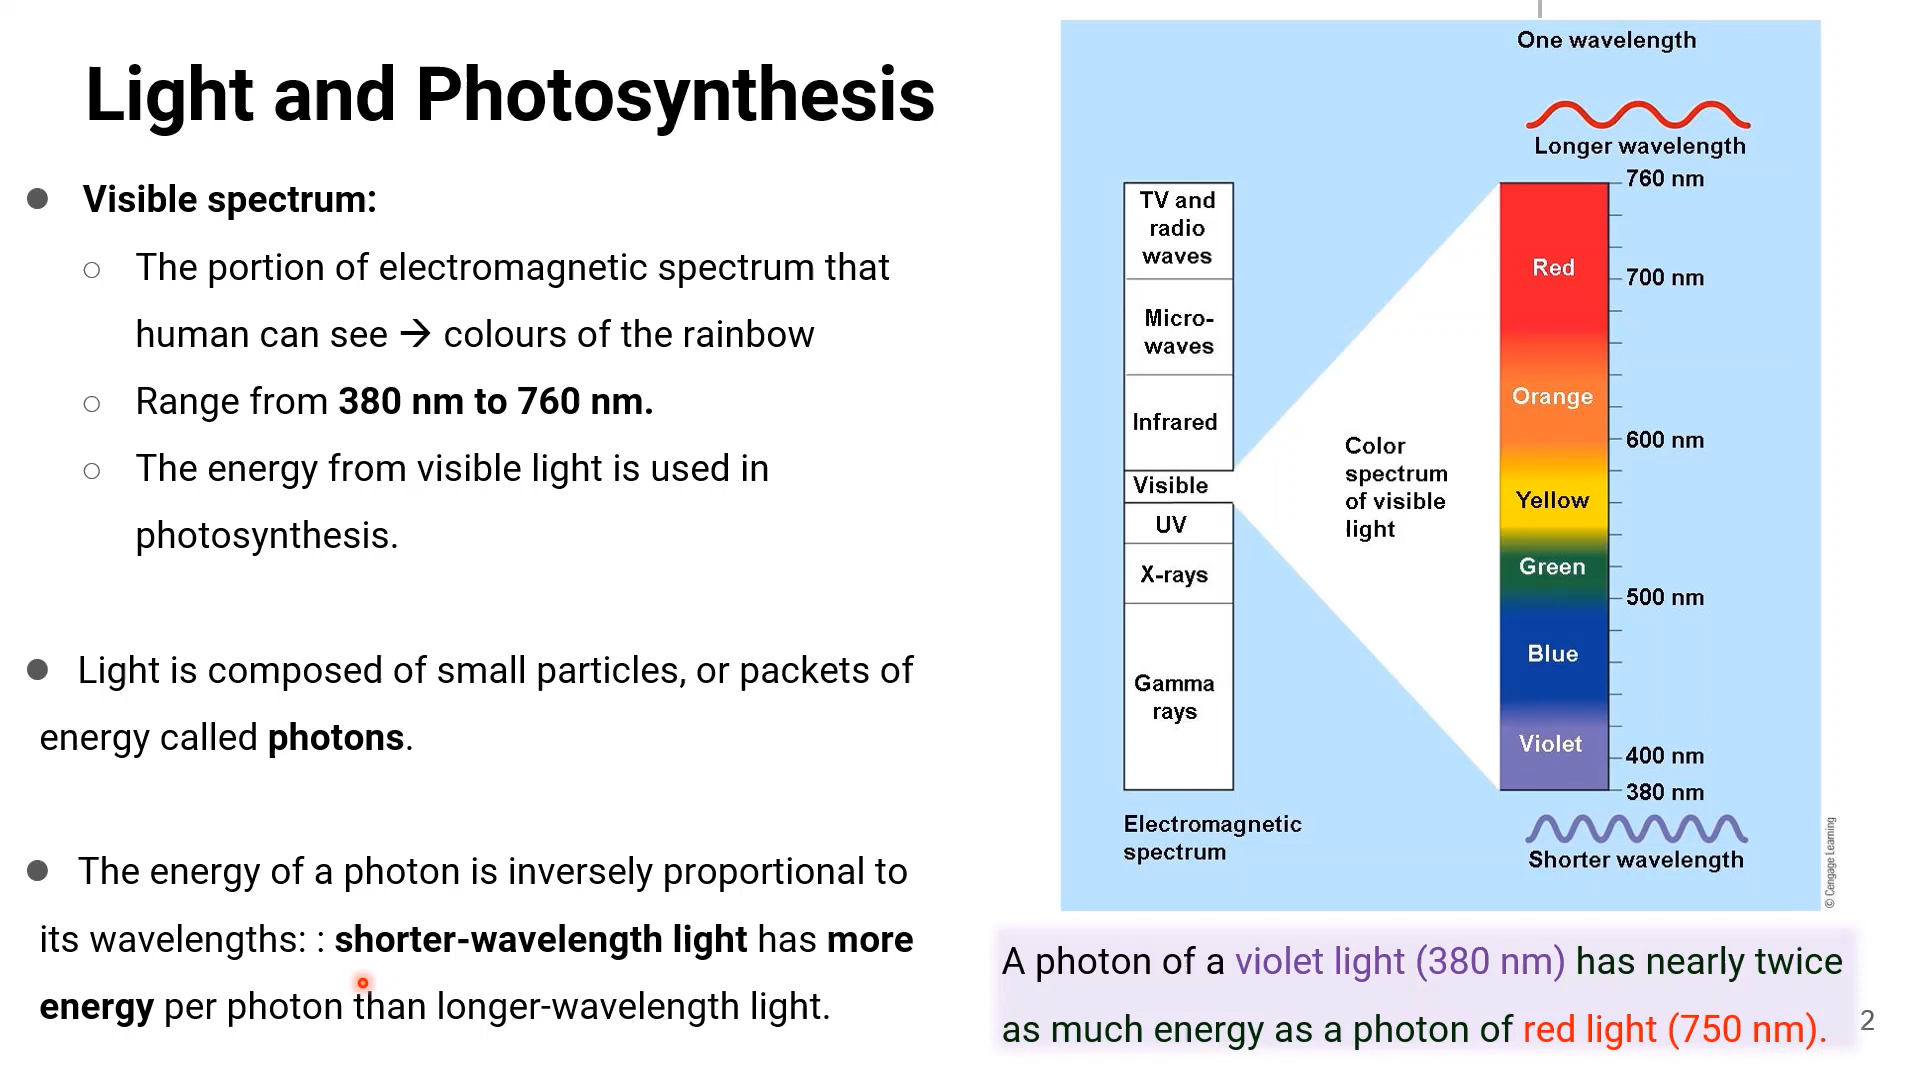 Light and Photosynthesis
● Visible spectrum:
○ The portion of electromagnetic spectrum that
human can see → colours of the rainbow
○ Range from 380 nm to 760 nm.
○ The energy from visible light is used in
photosynthesis.
● Light is composed of small particles, or packets of
energy called photons.
● The energy of a photon is inversely proportional to
its wavelengths: : shorter-wavelength light has more
energy per photon than longer-wavelength light.
One wavelength
Longer wavelength
TV and
radio
waves
Micro-
waves
Infrared
Visible
UV
X-rays
Gamma
rays
Electromagnetic
spectrum
Color
spectrum
of visible
light
760 nm
Red
700 nm
Orange
600 nm
Yellow
Green
500 nm
Blue
Violet
400 nm
380 nm
Shorter wavelength
© Cengage Learning
A photon of a violet light (380 nm) has nearly twice
as much energy as a photon of red light (750 nm).
2